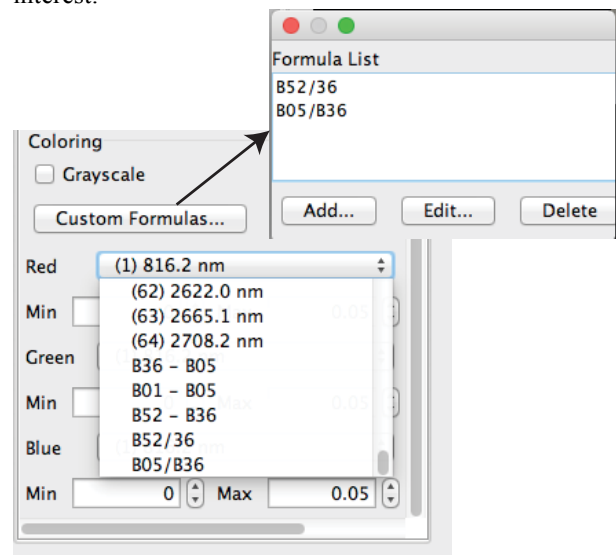 interest.
Formula List
B52/36
B05/B36
Add... Edit... Delete
Coloring
Grayscale
Custom Formulas...
Red (1) 816.2 nm
(62) 2622.0 nm
(63) 2665.1 nm
(64) 2708.2 nm
B36 – B05
B01 – B05
B52 – B36
B52/36
B05/B36
Min 0.05
Green
Min Max 0.05
Blue nm
Min 0 Max 0.05